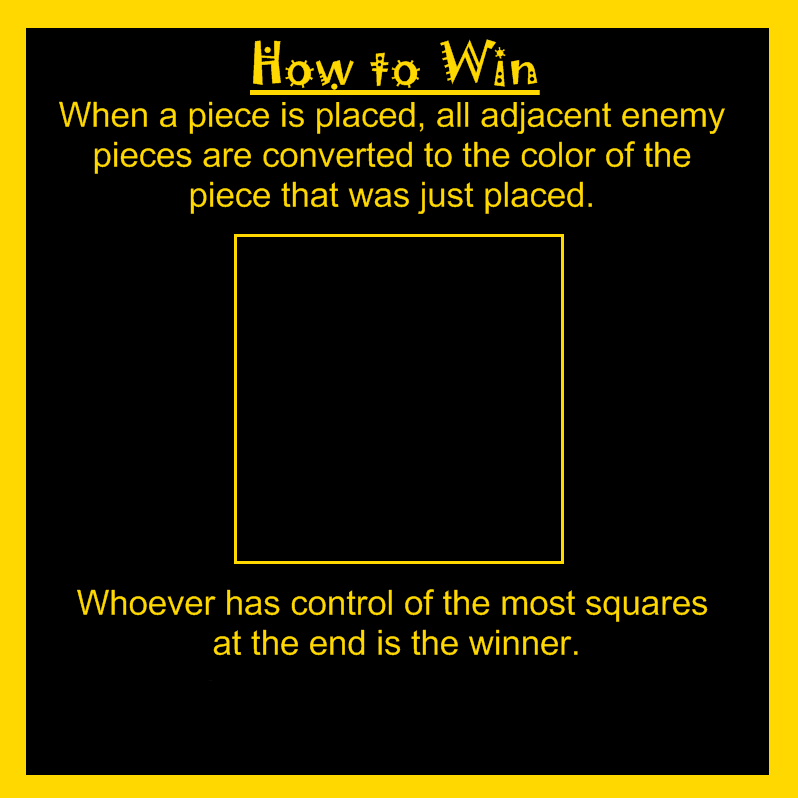 How to Win
When a piece is placed, all adjacent enemy
pieces are converted to the color of the
piece that was just placed.
Whoever has control of the most squares
at the end is the winner.